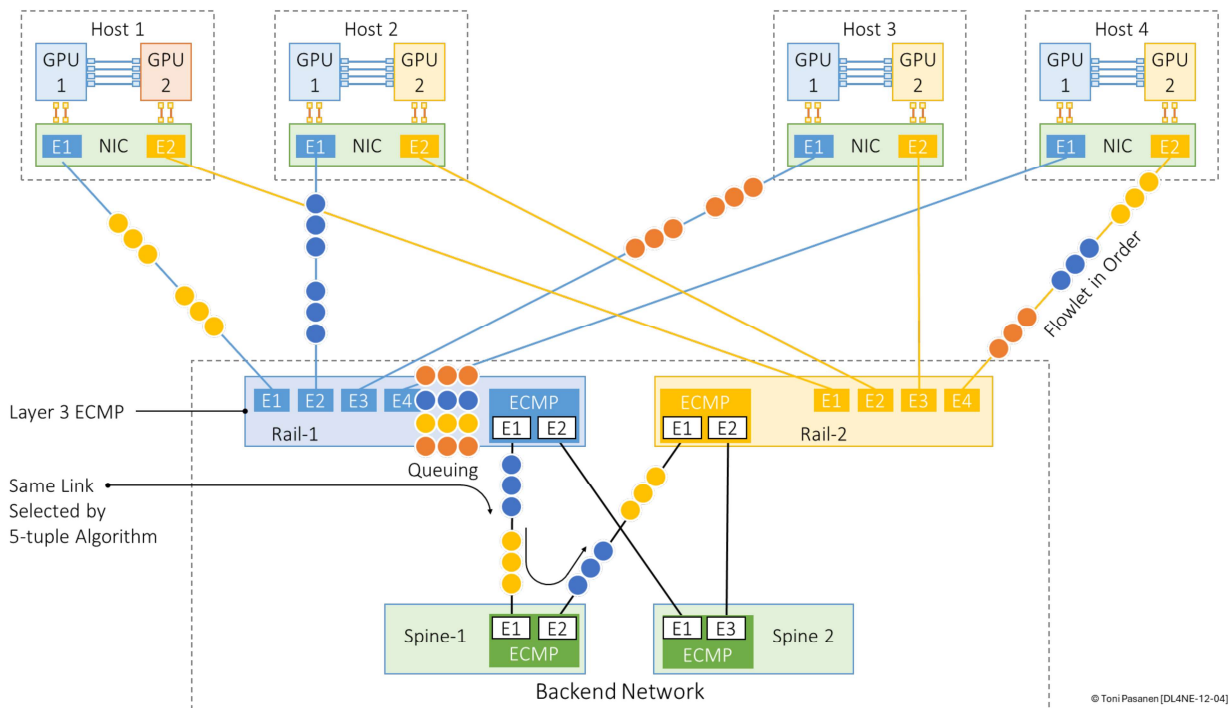 Host 1
Host 2
Host 3
Host 4
GPU
1
GPU
2
GPU
1
GPU
2
GPU
1
GPU
2
GPU
1
GPU
2
E1
NIC
E2
E1
NIC
E2
E1
NIC
E2
E1
NIC
E2
Flowlet in Order
Layer 3 ECMP
E1
E2
E3
E4
Rail-1
ECMP
E1
E2
Queuing
ECMP
E1
E2
E1
E2
E3
E4
Rail-2
Same Link
Selected by
5-tuple Algorithm
Spine-1
E1
E2
ECMP
E1
E3
ECMP
Spine 2
Backend Network
© Toni Pasanen [DL4NE-12-04]